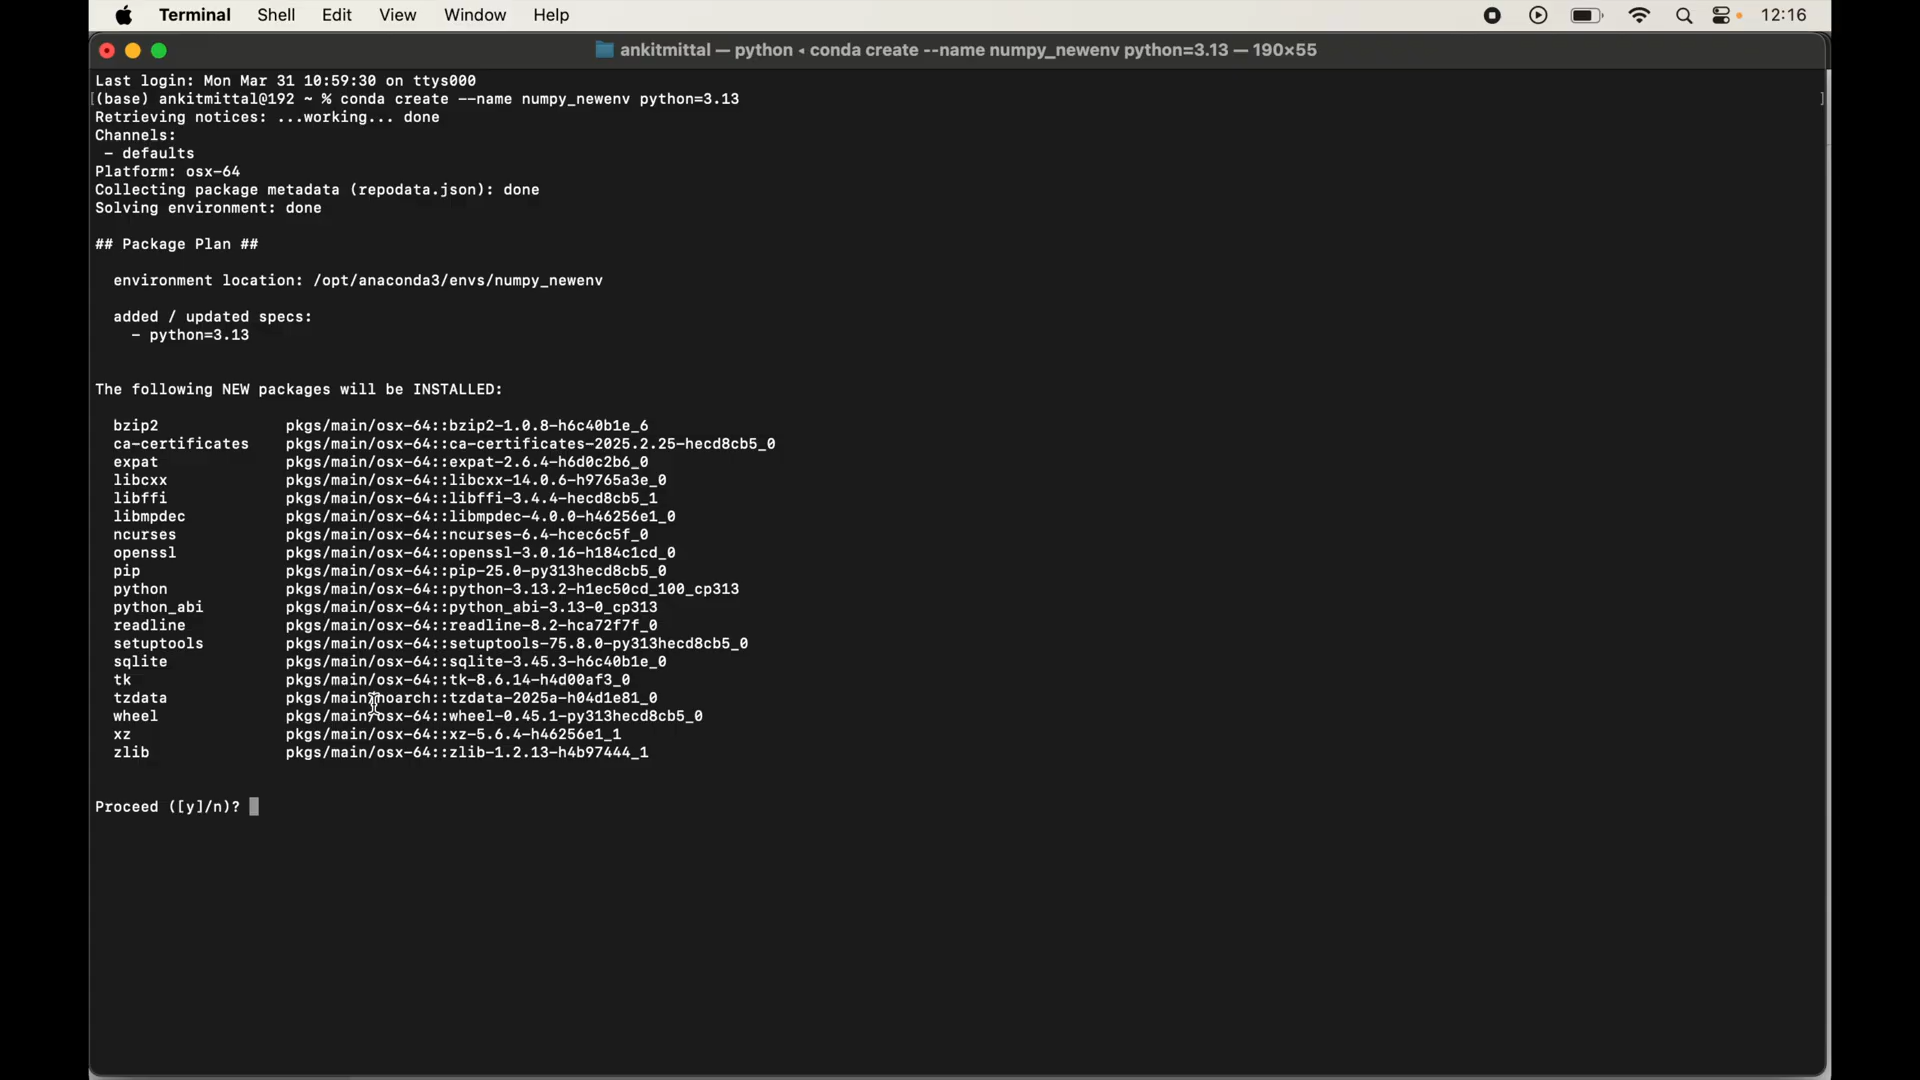 Terminal Shell Edit View Window Help 12:16
ankitmittal — python ◂ conda create --name numpy_newenv python=3.13 — 190×55
Last login: Mon Mar 31 10:59:30 on ttys000
[(base) ankitmittal@192 ~ % conda create --name numpy_newenv python=3.13 ]
Retrieving notices: ...working... done
Channels:
 - defaults
Platform: osx-64
Collecting package metadata (repodata.json): done
Solving environment: done
## Package Plan ##
  environment location: /opt/anaconda3/envs/numpy_newenv
  added / updated specs:
    - python=3.13
The following NEW packages will be INSTALLED:
  bzip2              pkgs/main/osx-64::bzip2-1.0.8-h6c40b1e_6
  ca-certificates    pkgs/main/osx-64::ca-certificates-2025.2.25-hecd8cb5_0
  expat              pkgs/main/osx-64::expat-2.6.4-h6d0c2b6_0
  libcxx             pkgs/main/osx-64::libcxx-14.0.6-h9765a3e_0
  libffi             pkgs/main/osx-64::libffi-3.4.4-hecd8cb5_1
  libmpdec           pkgs/main/osx-64::libmpdec-4.0.0-h46256e1_0
  ncurses            pkgs/main/osx-64::ncurses-6.4-hcec6c5f_0
  openssl            pkgs/main/osx-64::openssl-3.0.16-h184c1cd_0
  pip                pkgs/main/osx-64::pip-25.0-py313hecd8cb5_0
  python             pkgs/main/osx-64::python-3.13.2-h1ec50cd_100_cp313
  python_abi         pkgs/main/osx-64::python_abi-3.13-0_cp313
  readline           pkgs/main/osx-64::readline-8.2-hca72f7f_0
  setuptools         pkgs/main/osx-64::setuptools-75.8.0-py313hecd8cb5_0
  sqlite             pkgs/main/osx-64::sqlite-3.45.3-h6c40b1e_0
  tk                 pkgs/main/osx-64::tk-8.6.14-h4d00af3_0
  tzdata             pkgs/main/noarch::tzdata-2025a-h04d1e81_0
  wheel              pkgs/main/osx-64::wheel-0.45.1-py313hecd8cb5_0
  xz                 pkgs/main/osx-64::xz-5.6.4-h46256e1_1
  zlib               pkgs/main/osx-64::zlib-1.2.13-h4b97444_1
Proceed ([y]/n)?